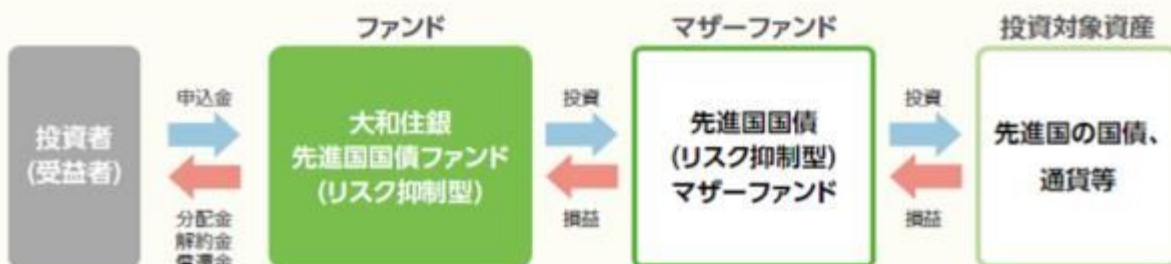 ファンド
マザーファンド
投資対象資産
投資者
(受益者)
申込金
分配金
解約金
大和住銀
先進国国債ファンド
(リスク抑制型)
投資
損益
先進国国債
(リスク抑制型)
マザーファンド
投資
損益
先進国の国債、
通貨等